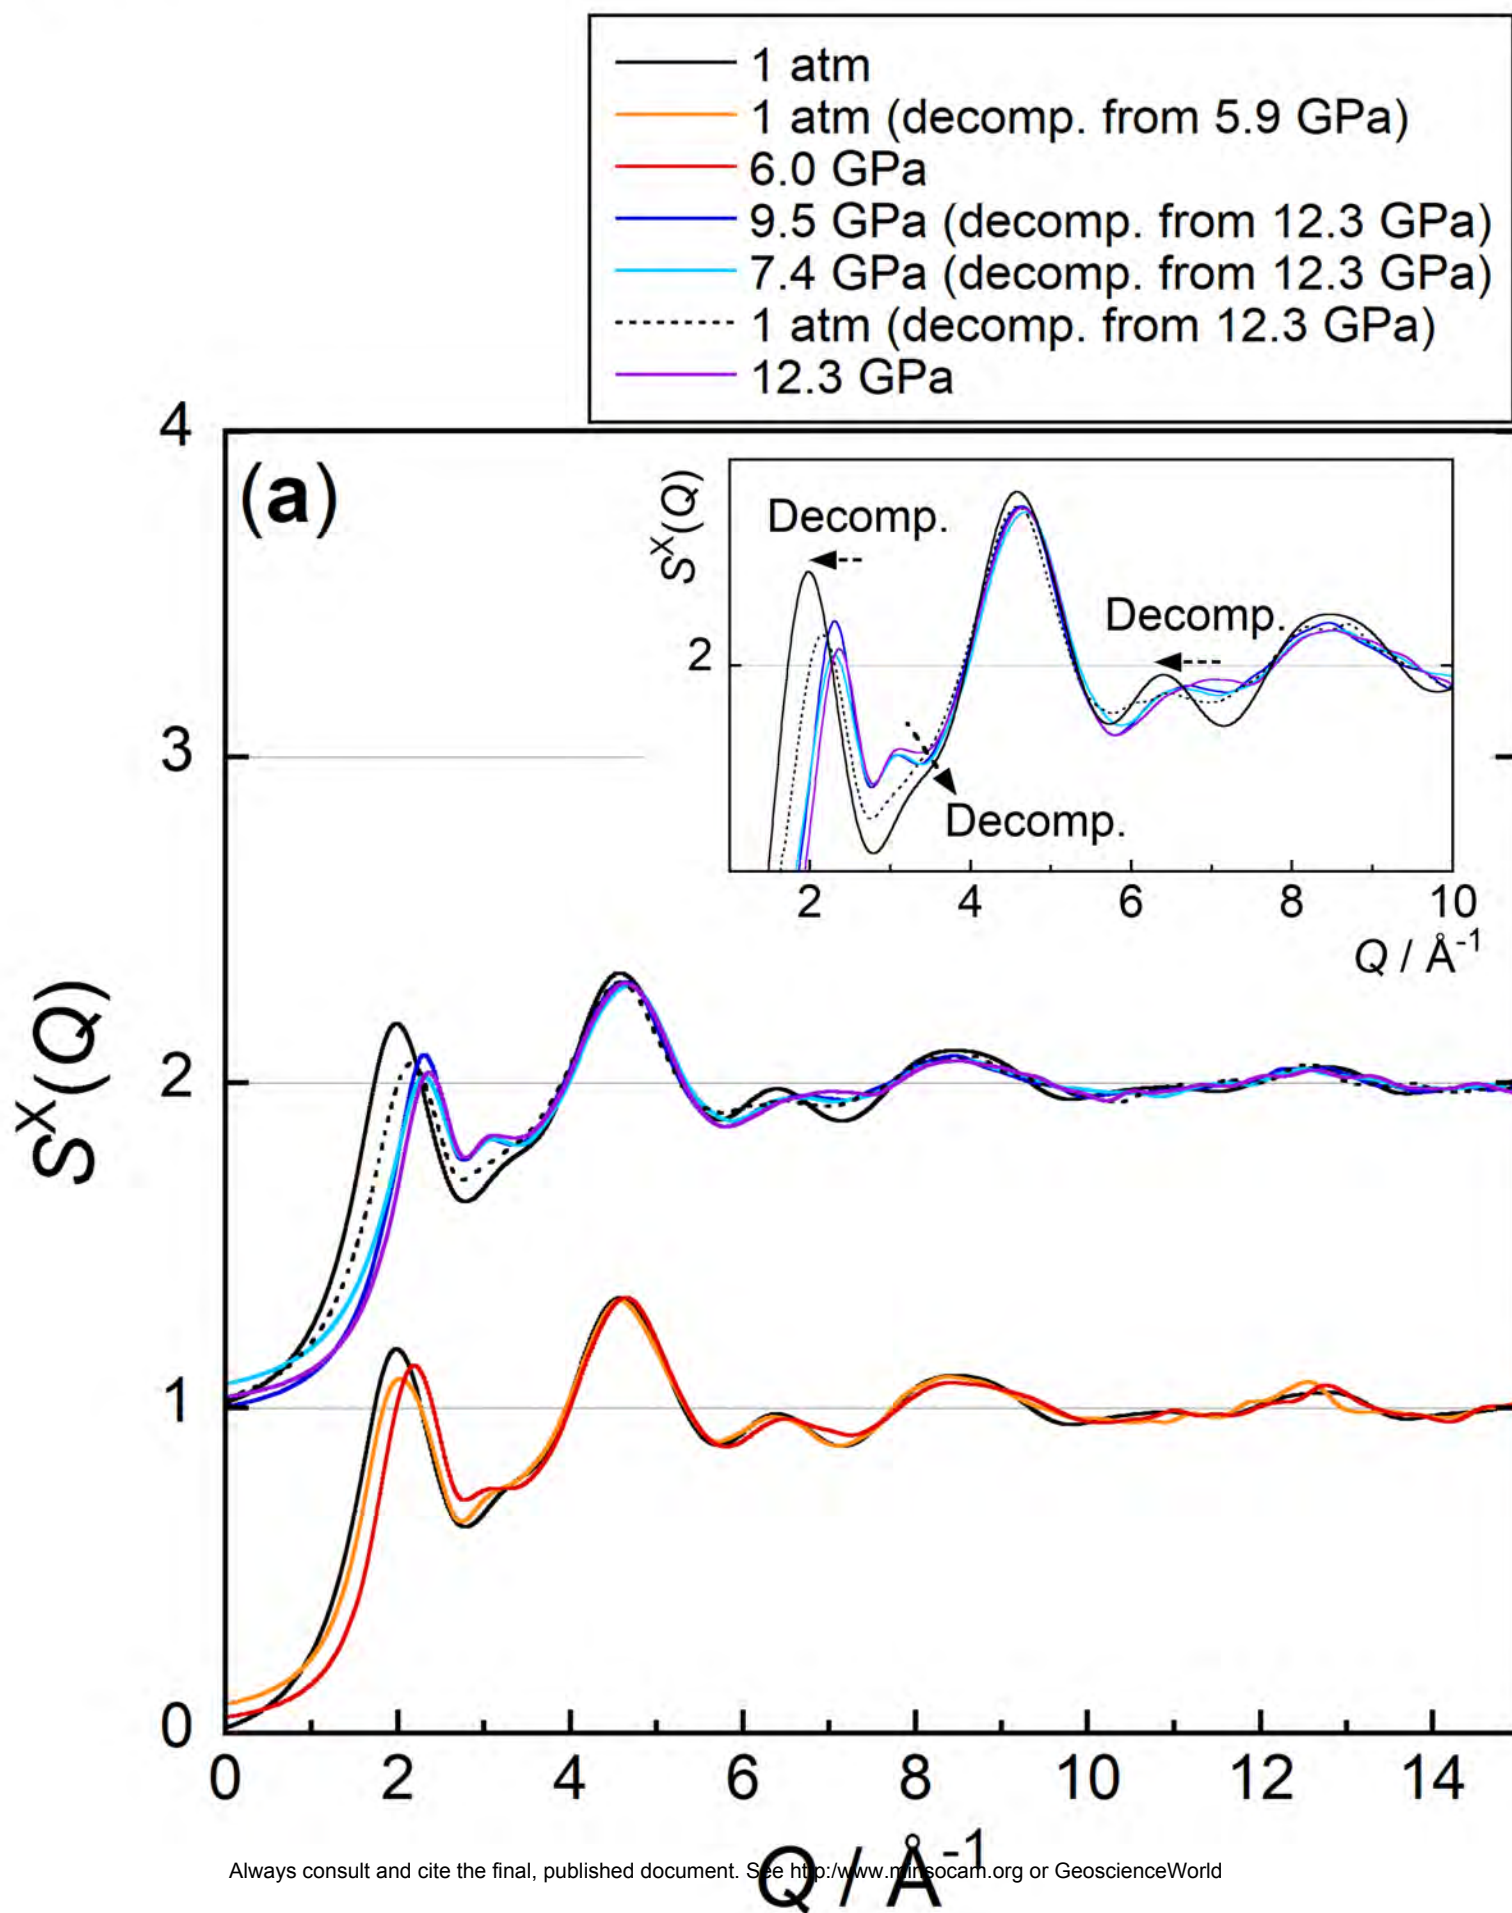 1 atm
1 atm (decomp. from 5.9 GPa)
6.0 GPa
9.5 GPa (decomp. from 12.3 GPa)
7.4 GPa (decomp. from 12.3 GPa)
1 atm (decomp. from 12.3 GPa)
12.3 GPa
(a)
4
3
2
1
0
S^X(Q)
0 2 4 6 8 10 12 14
Q / Å^-1
S^X(Q)
2
Decomp.
Decomp.
Decomp.
2 4 6 8 10
Q / Å^-1
Always consult and cite the final, published document. See http:/www.minsocam.org or GeoscienceWorld